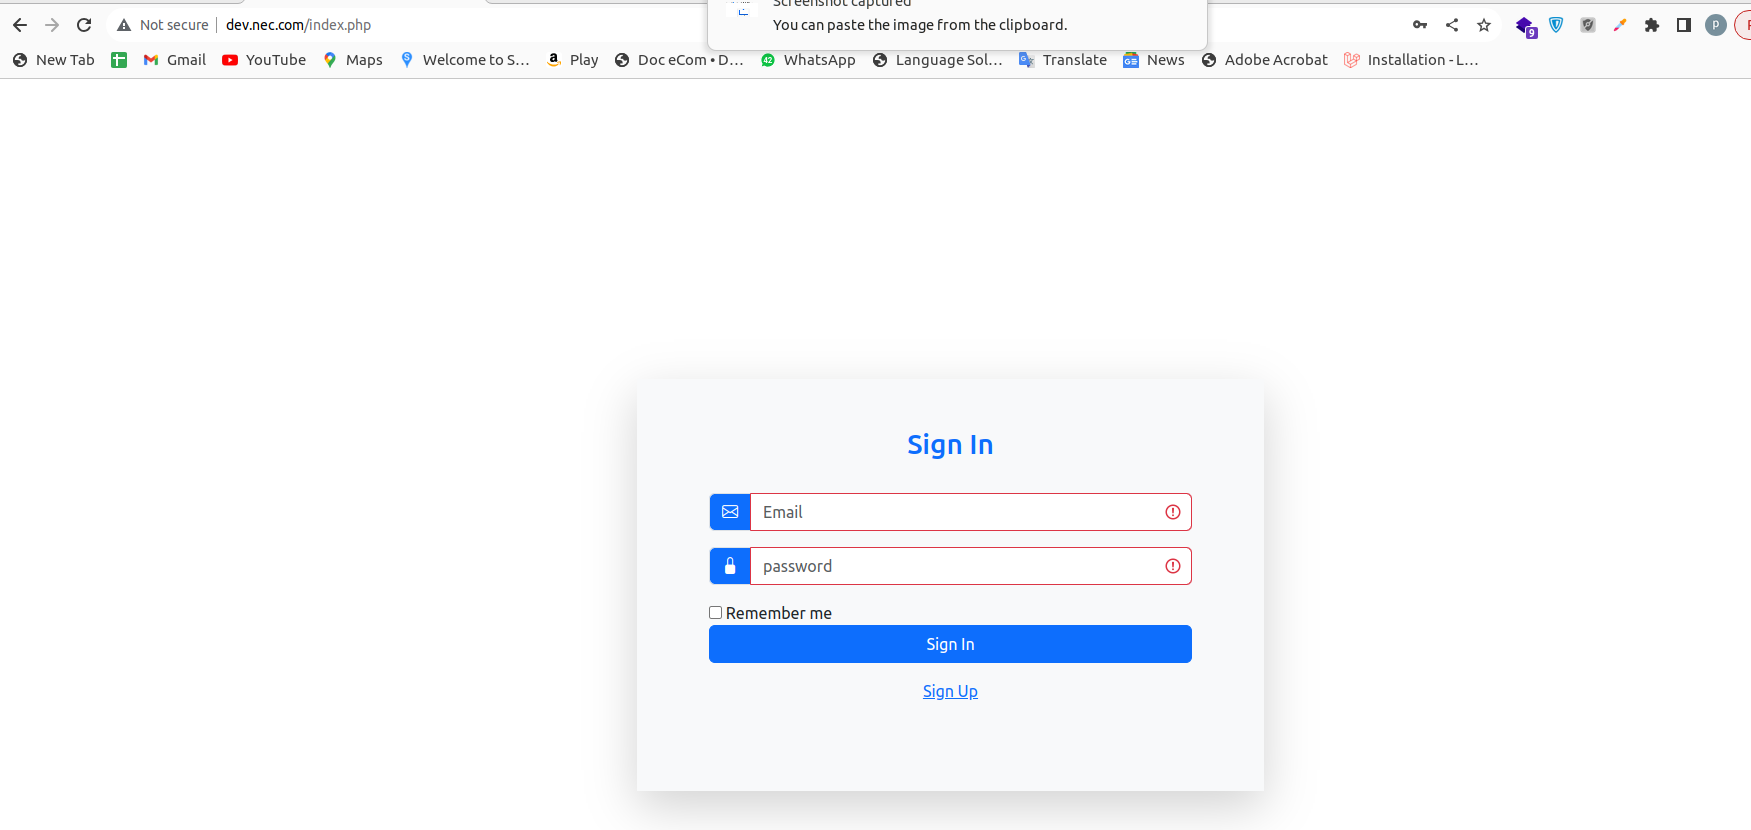 Screenshot captured
You can paste the image from the clipboard.
Not secure dev.nec.com/index.php
9
P
New Tab Gmail YouTube Maps Welcome to S... Play Doc eCom • D... 42 WhatsApp Language Sol... Translate News Adobe Acrobat Installation - L...
Sign In
Email
password
Remember me
Sign In
Sign Up